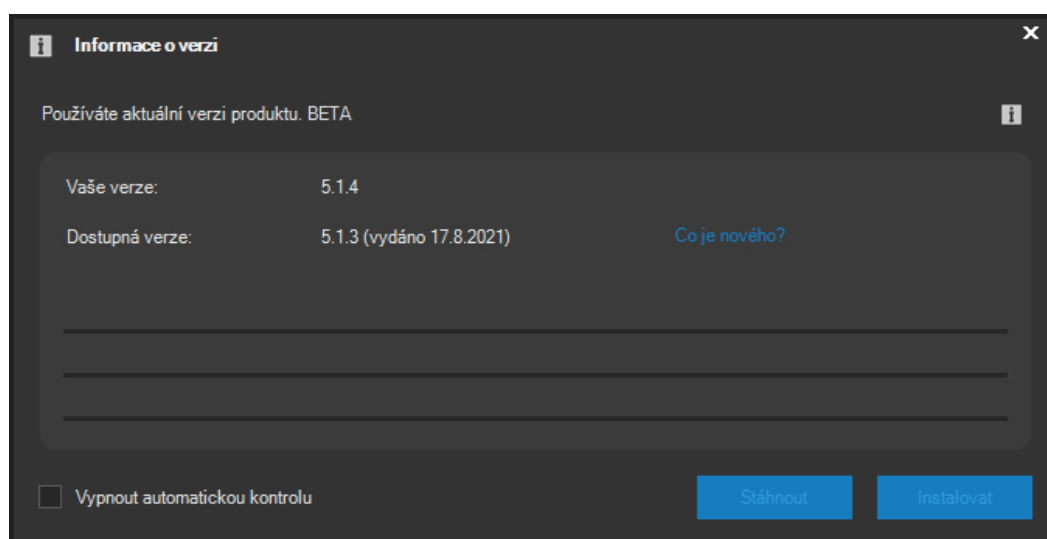 Informace o verzi
Používáte aktuální verzi produktu. BETA
Vaše verze: 5.1.4
Dostupná verze: 5.1.3 (vydáno 17.8.2021) Co je nového?
Vypnout automatickou kontrolu Stáhnout Instalovat